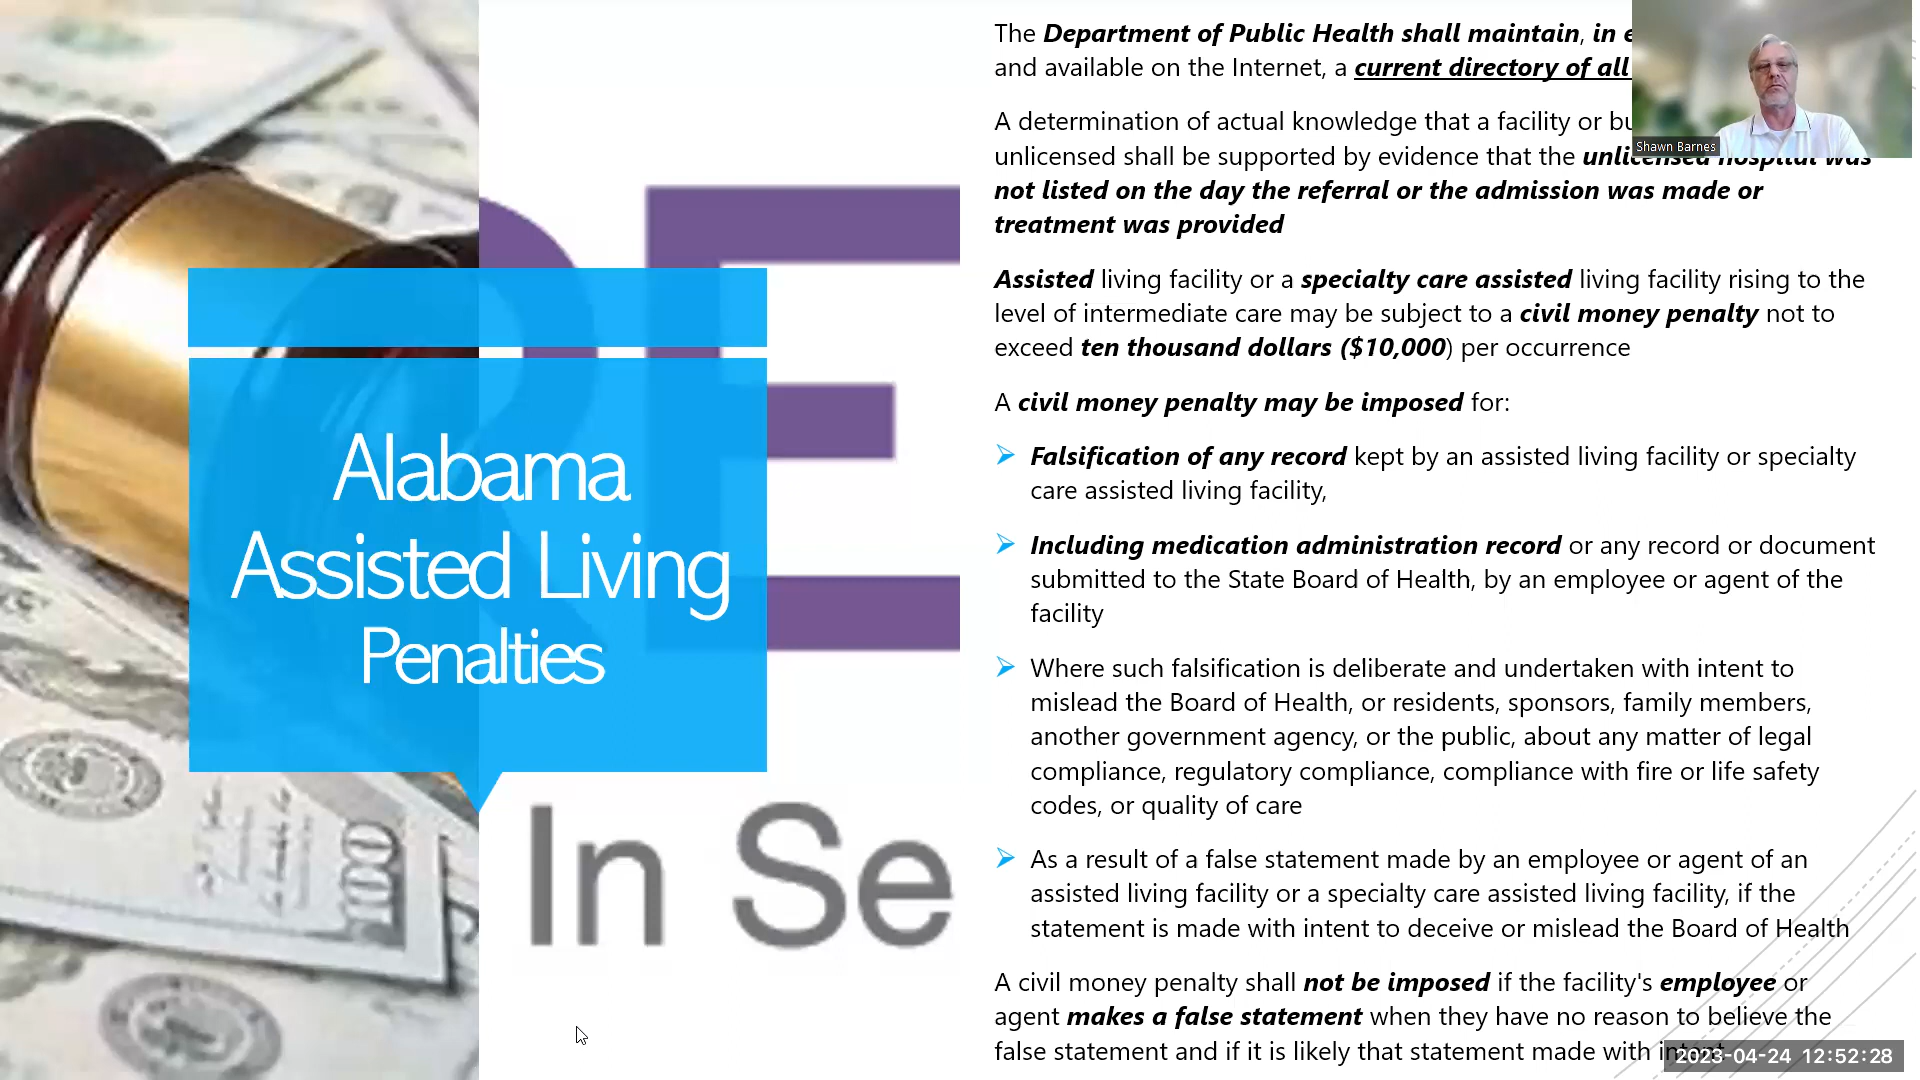 The Department of Public Health shall maintain, in
and available on the Internet, a current directory of all
A determination of actual knowledge that a facility or
unlicensed shall be supported by evidence that the unlicensed hospital was
not listed on the day the referral or the admission was made or
treatment was provided
Assisted living facility or a specialty care assisted living facility rising to the
level of intermediate care may be subject to a civil money penalty not to
exceed ten thousand dollars ($10,000) per occurrence
A civil money penalty may be imposed for:
Falsification of any record kept by an assisted living facility or specialty
care assisted living facility,
Including medication administration record or any record or document
submitted to the State Board of Health, by an employee or agent of the
facility
Where such falsification is deliberate and undertaken with intent to
mislead the Board of Health, or residents, sponsors, family members,
another government agency, or the public, about any matter of legal
compliance, regulatory compliance, compliance with fire or life safety
codes, or quality of care
As a result of a false statement made by an employee or agent of an
assisted living facility or a specialty care assisted living facility, if the
statement is made with intent to deceive or mislead the Board of Health
A civil money penalty shall not be imposed if the facility's employee or
agent makes a false statement when they have no reason to believe the
false statement and if it is likely that statement made with
Alabama
Assisted Living
Penalties
RE
In Se
100
Shawn Barnes
2023-04-24 12:52:28